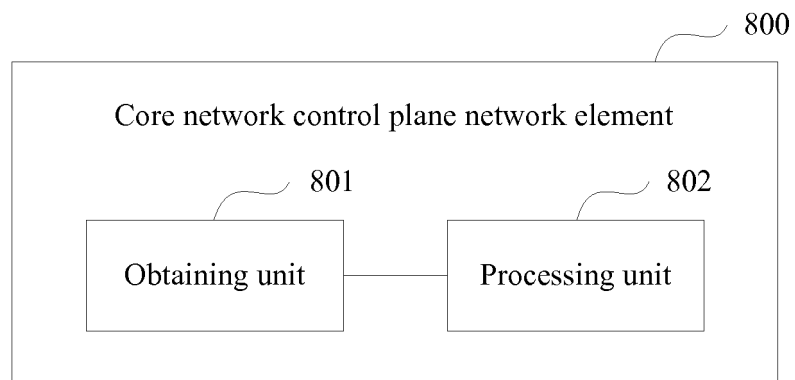 800
Core network control plane network element
801
802
Obtaining unit
Processing unit